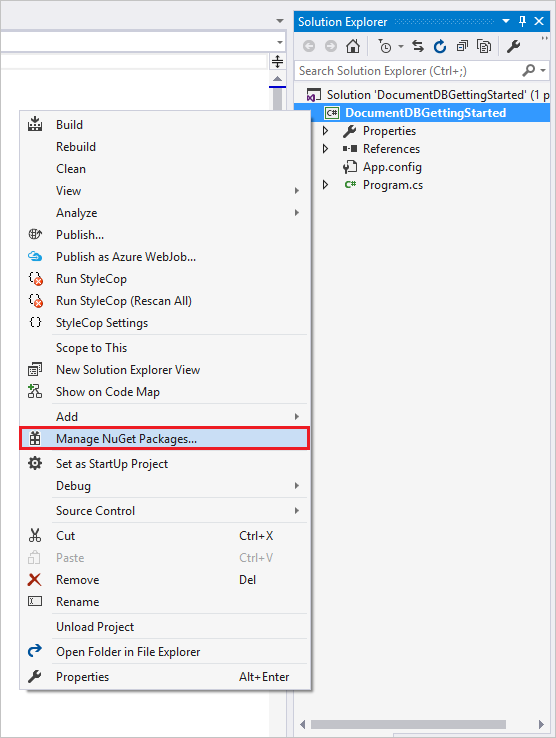 Solution Explorer
Search Solution Explorer (Ctrl+;)
Solution 'DocumentDBGettingStarted' (1 p
C# DocumentDBGettingStarted
Properties
References
App.config
C# Program.cs
Build
Rebuild
Clean
View
Analyze
Publish...
Publish as Azure WebJob...
Run StyleCop
Run StyleCop (Rescan All)
StyleCop Settings
Scope to This
New Solution Explorer View
Show on Code Map
Add
Manage NuGet Packages...
Set as StartUp Project
Debug
Source Control
Cut Ctrl+X
Paste Ctrl+V
Remove Del
Rename
Unload Project
Open Folder in File Explorer
Properties Alt+Enter